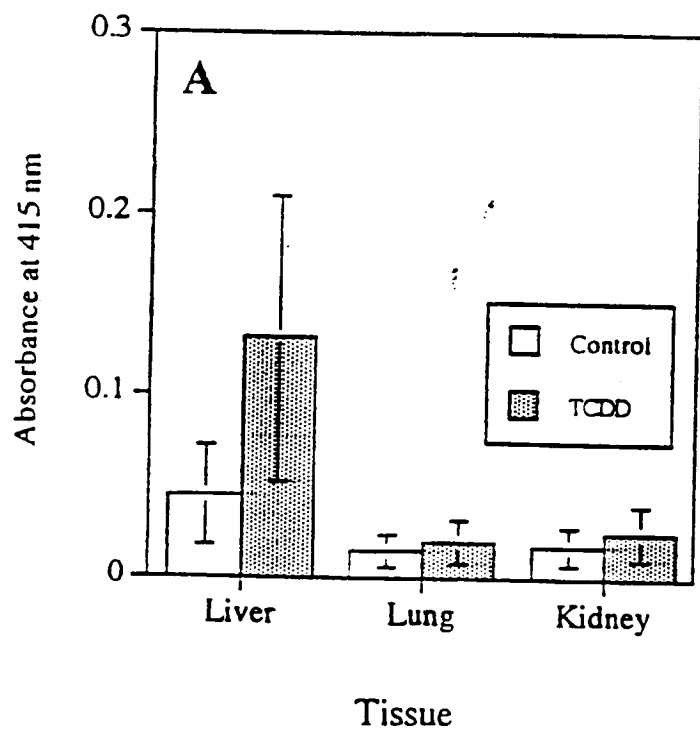 0.3
A
0.2
Absorbance at 415 nm
Control
0.1
TCDD
0
Liver
Lung
Kidney
Tissue